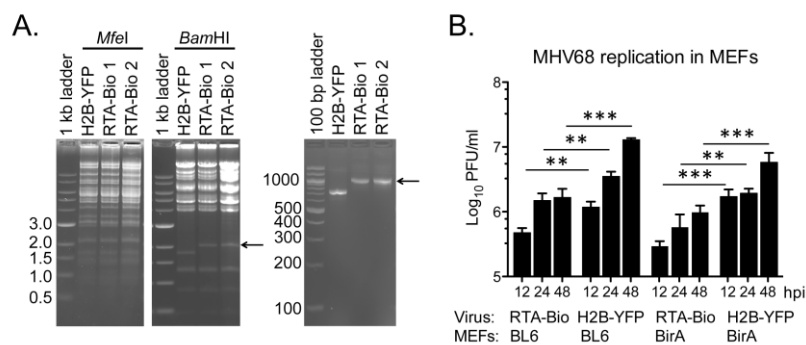 A.
MfeI
BamHI
1 kb ladder
H2B-YFP
RTA-Bio 1
RTA-Bio 2
1 kb ladder
H2B-YFP
RTA-Bio 1
RTA-Bio 2
100 bp ladder
H2B-YFP
RTA-Bio 1
RTA-Bio 2
3.0
2.0
1.5
1.0
0.5
1000
500
400
300
200
100
B.
MHV68 replication in MEFs
Log10 PFU/ml
8
7
6
5
**
**
***
***
**
***
12 24 48 12 24 48 12 24 48 12 24 48 hpi
Virus: RTA-Bio H2B-YFP RTA-Bio H2B-YFP
MEFs: BL6 BL6 BirA BirA